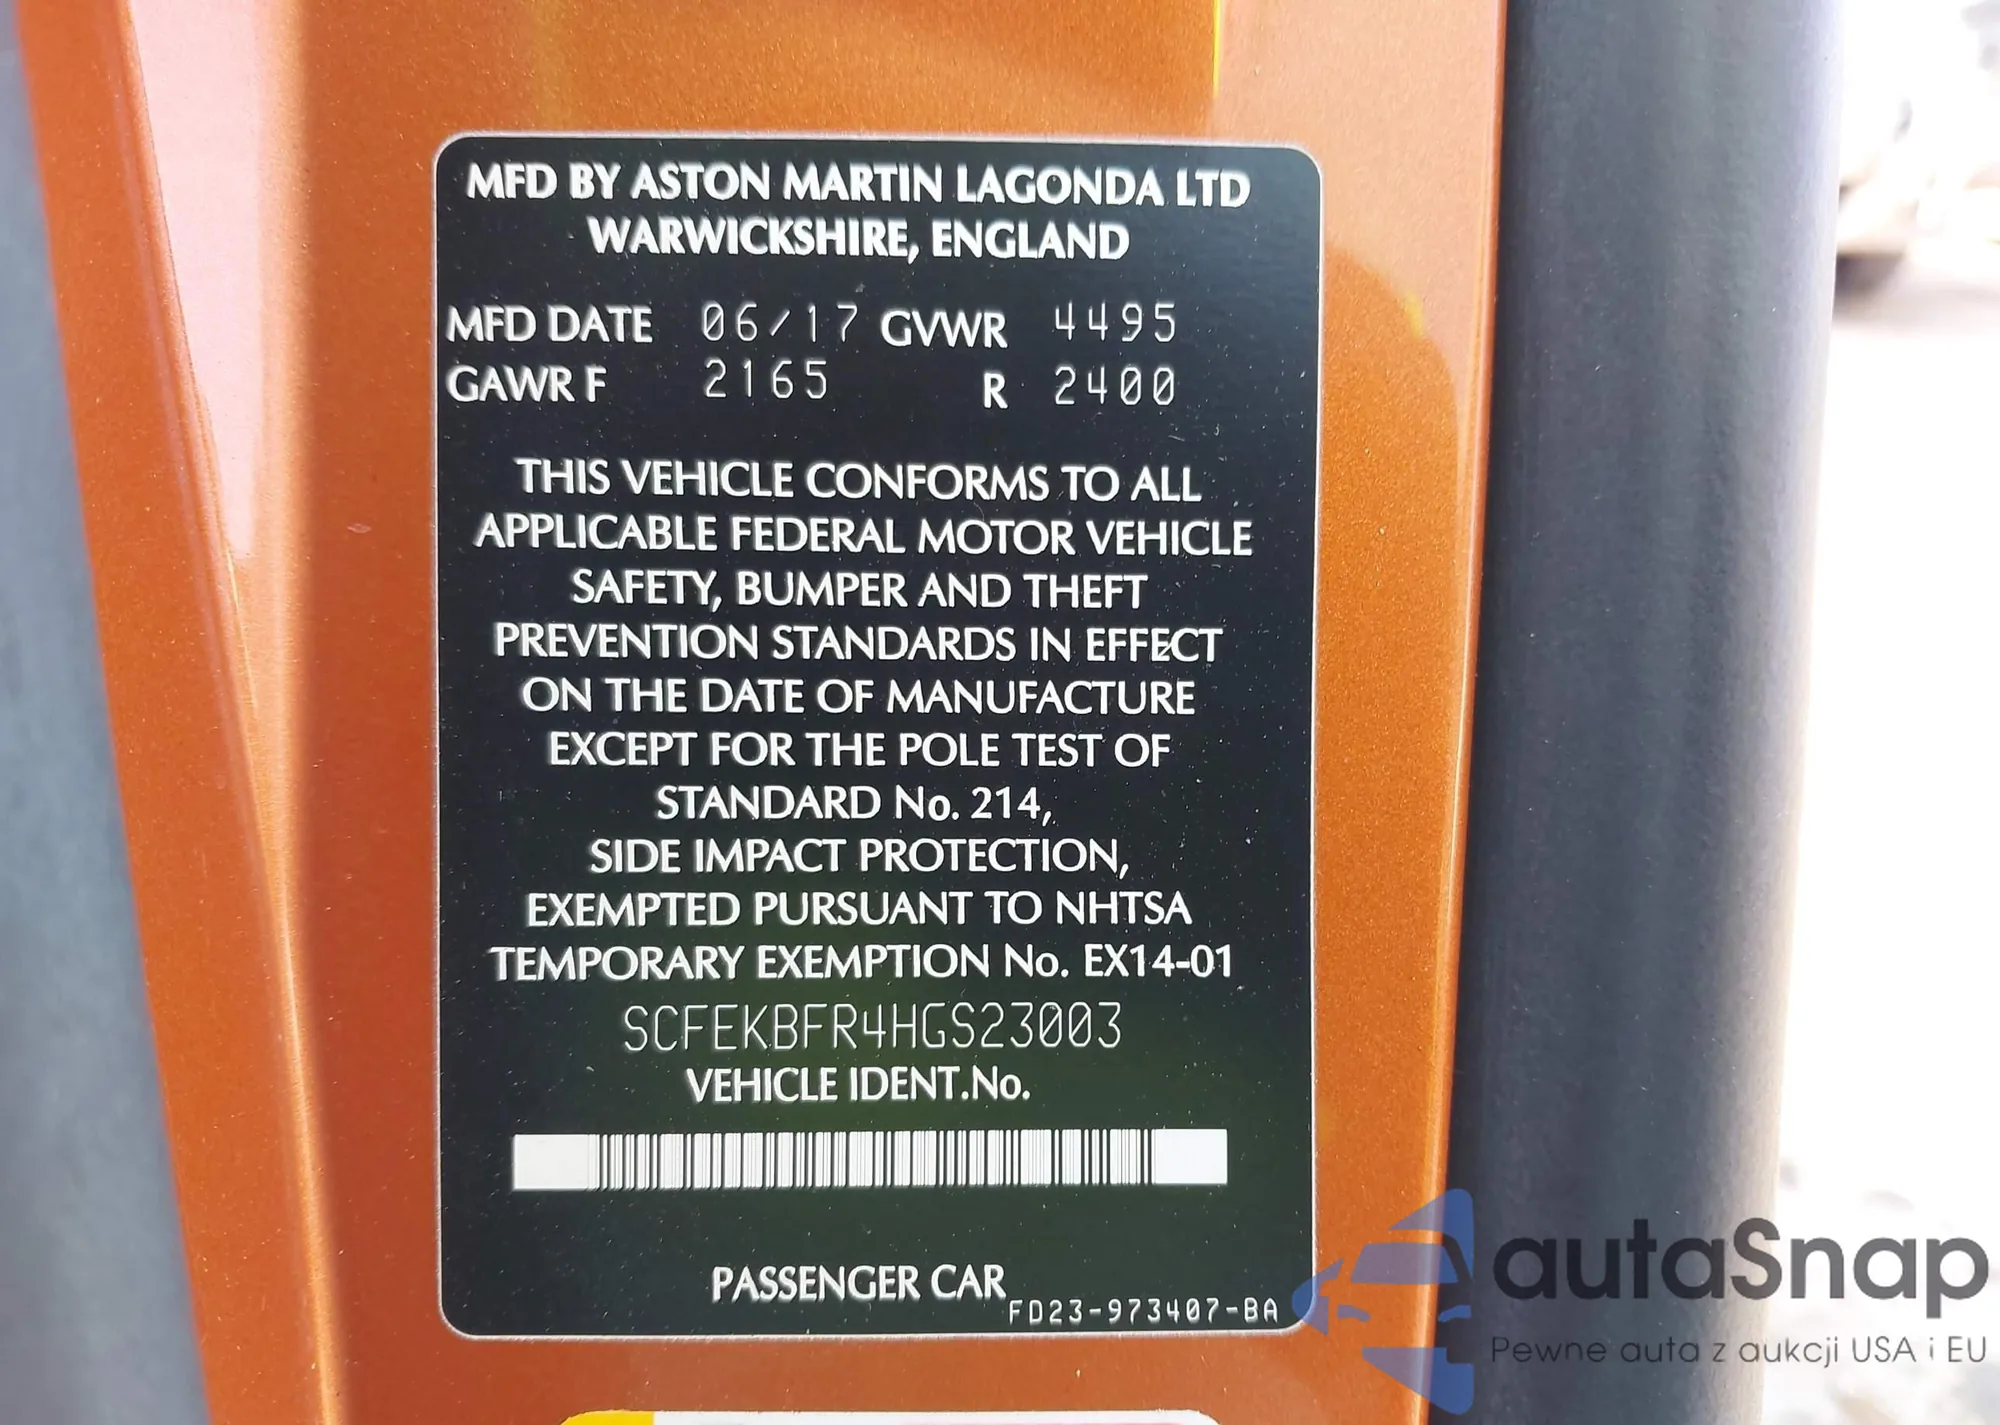 MFD BY ASTON MARTIN LAGONDA LTD
WARWICKSHIRE, ENGLAND
MFD DATE 06/17 GVWR 4495
GAWR F 2165 R 2400
THIS VEHICLE CONFORMS TO ALL
APPLICABLE FEDERAL MOTOR VEHICLE
SAFETY, BUMPER AND THEFT
PREVENTION STANDARDS IN EFFECT
ON THE DATE OF MANUFACTURE
EXCEPT FOR THE POLE TEST OF
STANDARD No. 214,
SIDE IMPACT PROTECTION,
EXEMPTED PURSUANT TO NHTSA
TEMPORARY EXEMPTION No. EX14-01
SCFEKBFR4HGS23003
VEHICLE IDENT.No.
PASSENGER CAR
FD23-973407-BA
autaSnap
Pewne auta z aukcji USA i EU